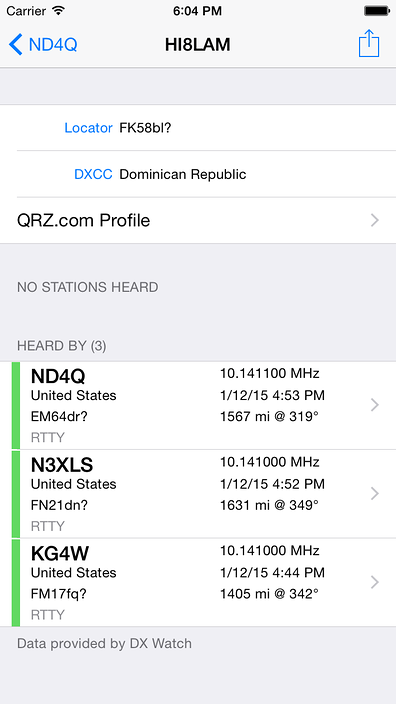 Carrier 6:04 PM
ND4Q HI8LAM
Locator FK58bl?
DXCC Dominican Republic
QRZ.com Profile
NO STATIONS HEARD
HEARD BY (3)
ND4Q 10.141100 MHz
United States 1/12/15 4:53 PM
EM64dr? 1567 mi @ 319°
RTTY
N3XLS 10.141000 MHz
United States 1/12/15 4:52 PM
FN21dn? 1631 mi @ 349°
RTTY
KG4W 10.141000 MHz
United States 1/12/15 4:44 PM
FM17fq? 1405 mi @ 342°
RTTY
Data provided by DX Watch